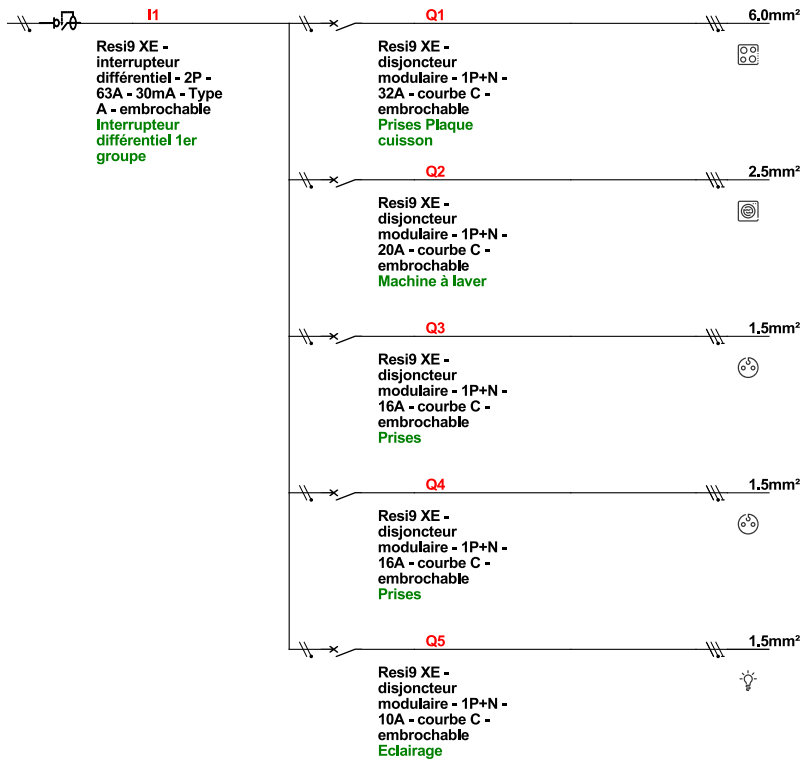 I1
Resi9 XE -
interrupteur
différentiel - 2P -
63A - 30mA - Type
A - embrochable
Interrupteur
différentiel 1er
groupe
Q1
6.0mm²
Resi9 XE -
disjoncteur
modulaire - 1P+N -
32A - courbe C -
embrochable
Prises Plaque
cuisson
Q2
2.5mm²
Resi9 XE -
disjoncteur
modulaire - 1P+N -
20A - courbe C -
embrochable
Machine à laver
Q3
1.5mm²
Resi9 XE -
disjoncteur
modulaire - 1P+N -
16A - courbe C -
embrochable
Prises
Q4
1.5mm²
Resi9 XE -
disjoncteur
modulaire - 1P+N -
16A - courbe C -
embrochable
Prises
Q5
1.5mm²
Resi9 XE -
disjoncteur
modulaire - 1P+N -
10A - courbe C -
embrochable
Eclairage